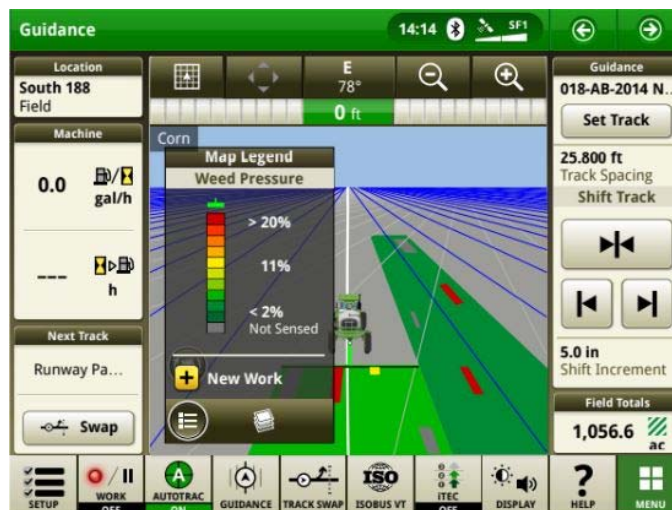 Guidance
14:14
SF1
Location
South 188
Field
Machine
0.0
gal/h
---
h
Next Track
Runway Pa...
Swap
E
78°
0 ft
Corn
Map Legend
Weed Pressure
> 20%
11%
< 2%
Not Sensed
New Work
Guidance
018-AB-2014 N...
Set Track
25.800 ft
Track Spacing
Shift Track
5.0 in
Shift Increment
Field Totals
1,056.6
ac
SETUP
WORK
OFF
AUTOTRAC
ON
GUIDANCE
TRACK SWAP
ISO
ISOBUS VT
iTEC
OFF
DISPLAY
HELP
MENU